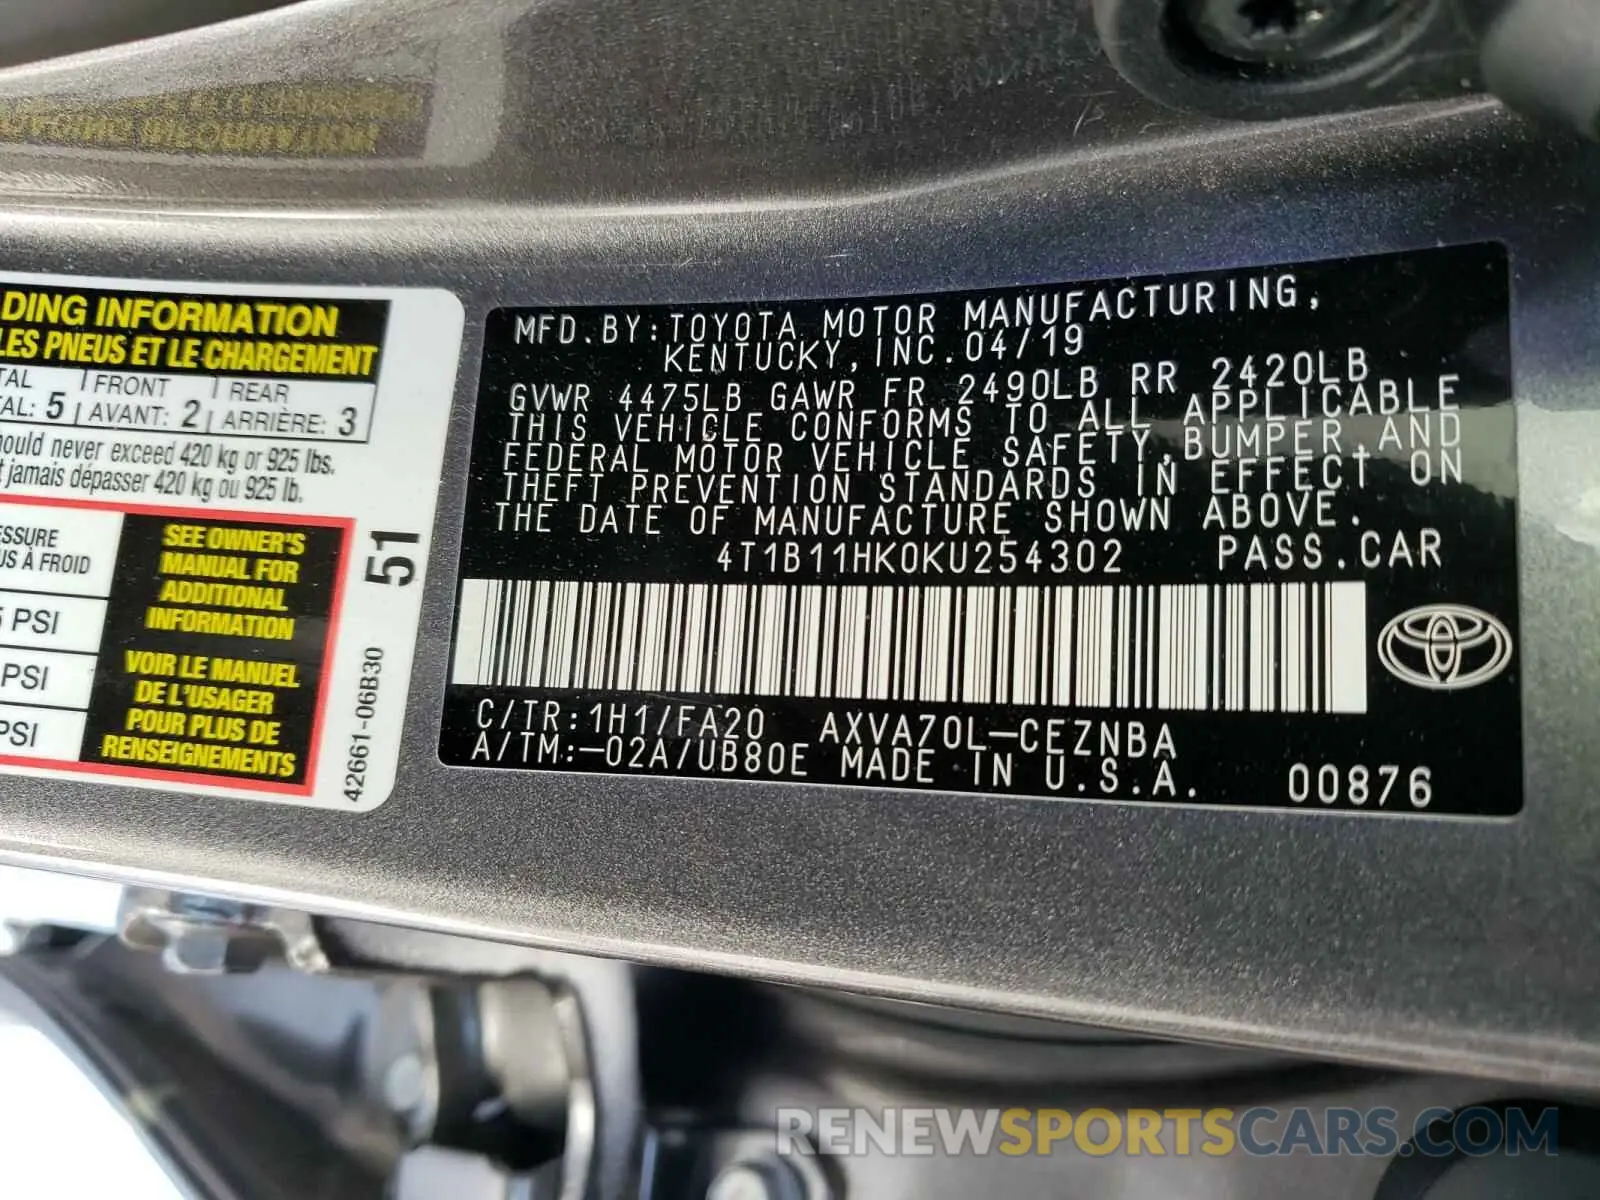 DING INFORMATION
LES PNEUS ET LE CHARGEMENT
TAL FRONT REAR
AL: 5 AVANT: 2 ARRIÈRE: 3
ould never exceed 420 kg or 925 lbs.
t jamais dépasser 420 kg ou 925 lb.
ESSURE
US À FROID
5 PSI
PSI
PSI
SEE OWNER'S
MANUAL FOR
ADDITIONAL
INFORMATION
VOIR LE MANUEL
DE L'USAGER
POUR PLUS DE
RENSEIGNEMENTS
51
42661-06B30
MFD. BY: TOYOTA MOTOR MANUFACTURING,
KENTUCKY, INC. 04/19
GVWR 4475LB GAWR FR 2490LB RR 2420LB
THIS VEHICLE CONFORMS TO ALL APPLICABLE
FEDERAL MOTOR VEHICLE SAFETY, BUMPER, AND
THEFT PREVENTION STANDARDS IN EFFECT ON
THE DATE OF MANUFACTURE SHOWN ABOVE.
4T1B11HK0KU254302 PASS.CAR
C/TR:1H1/FA20 AXVA70L-CEZNBA
A/TM:-02A/UB80E MADE IN U.S.A. 00876
RENEWSPORTSCARS.COM